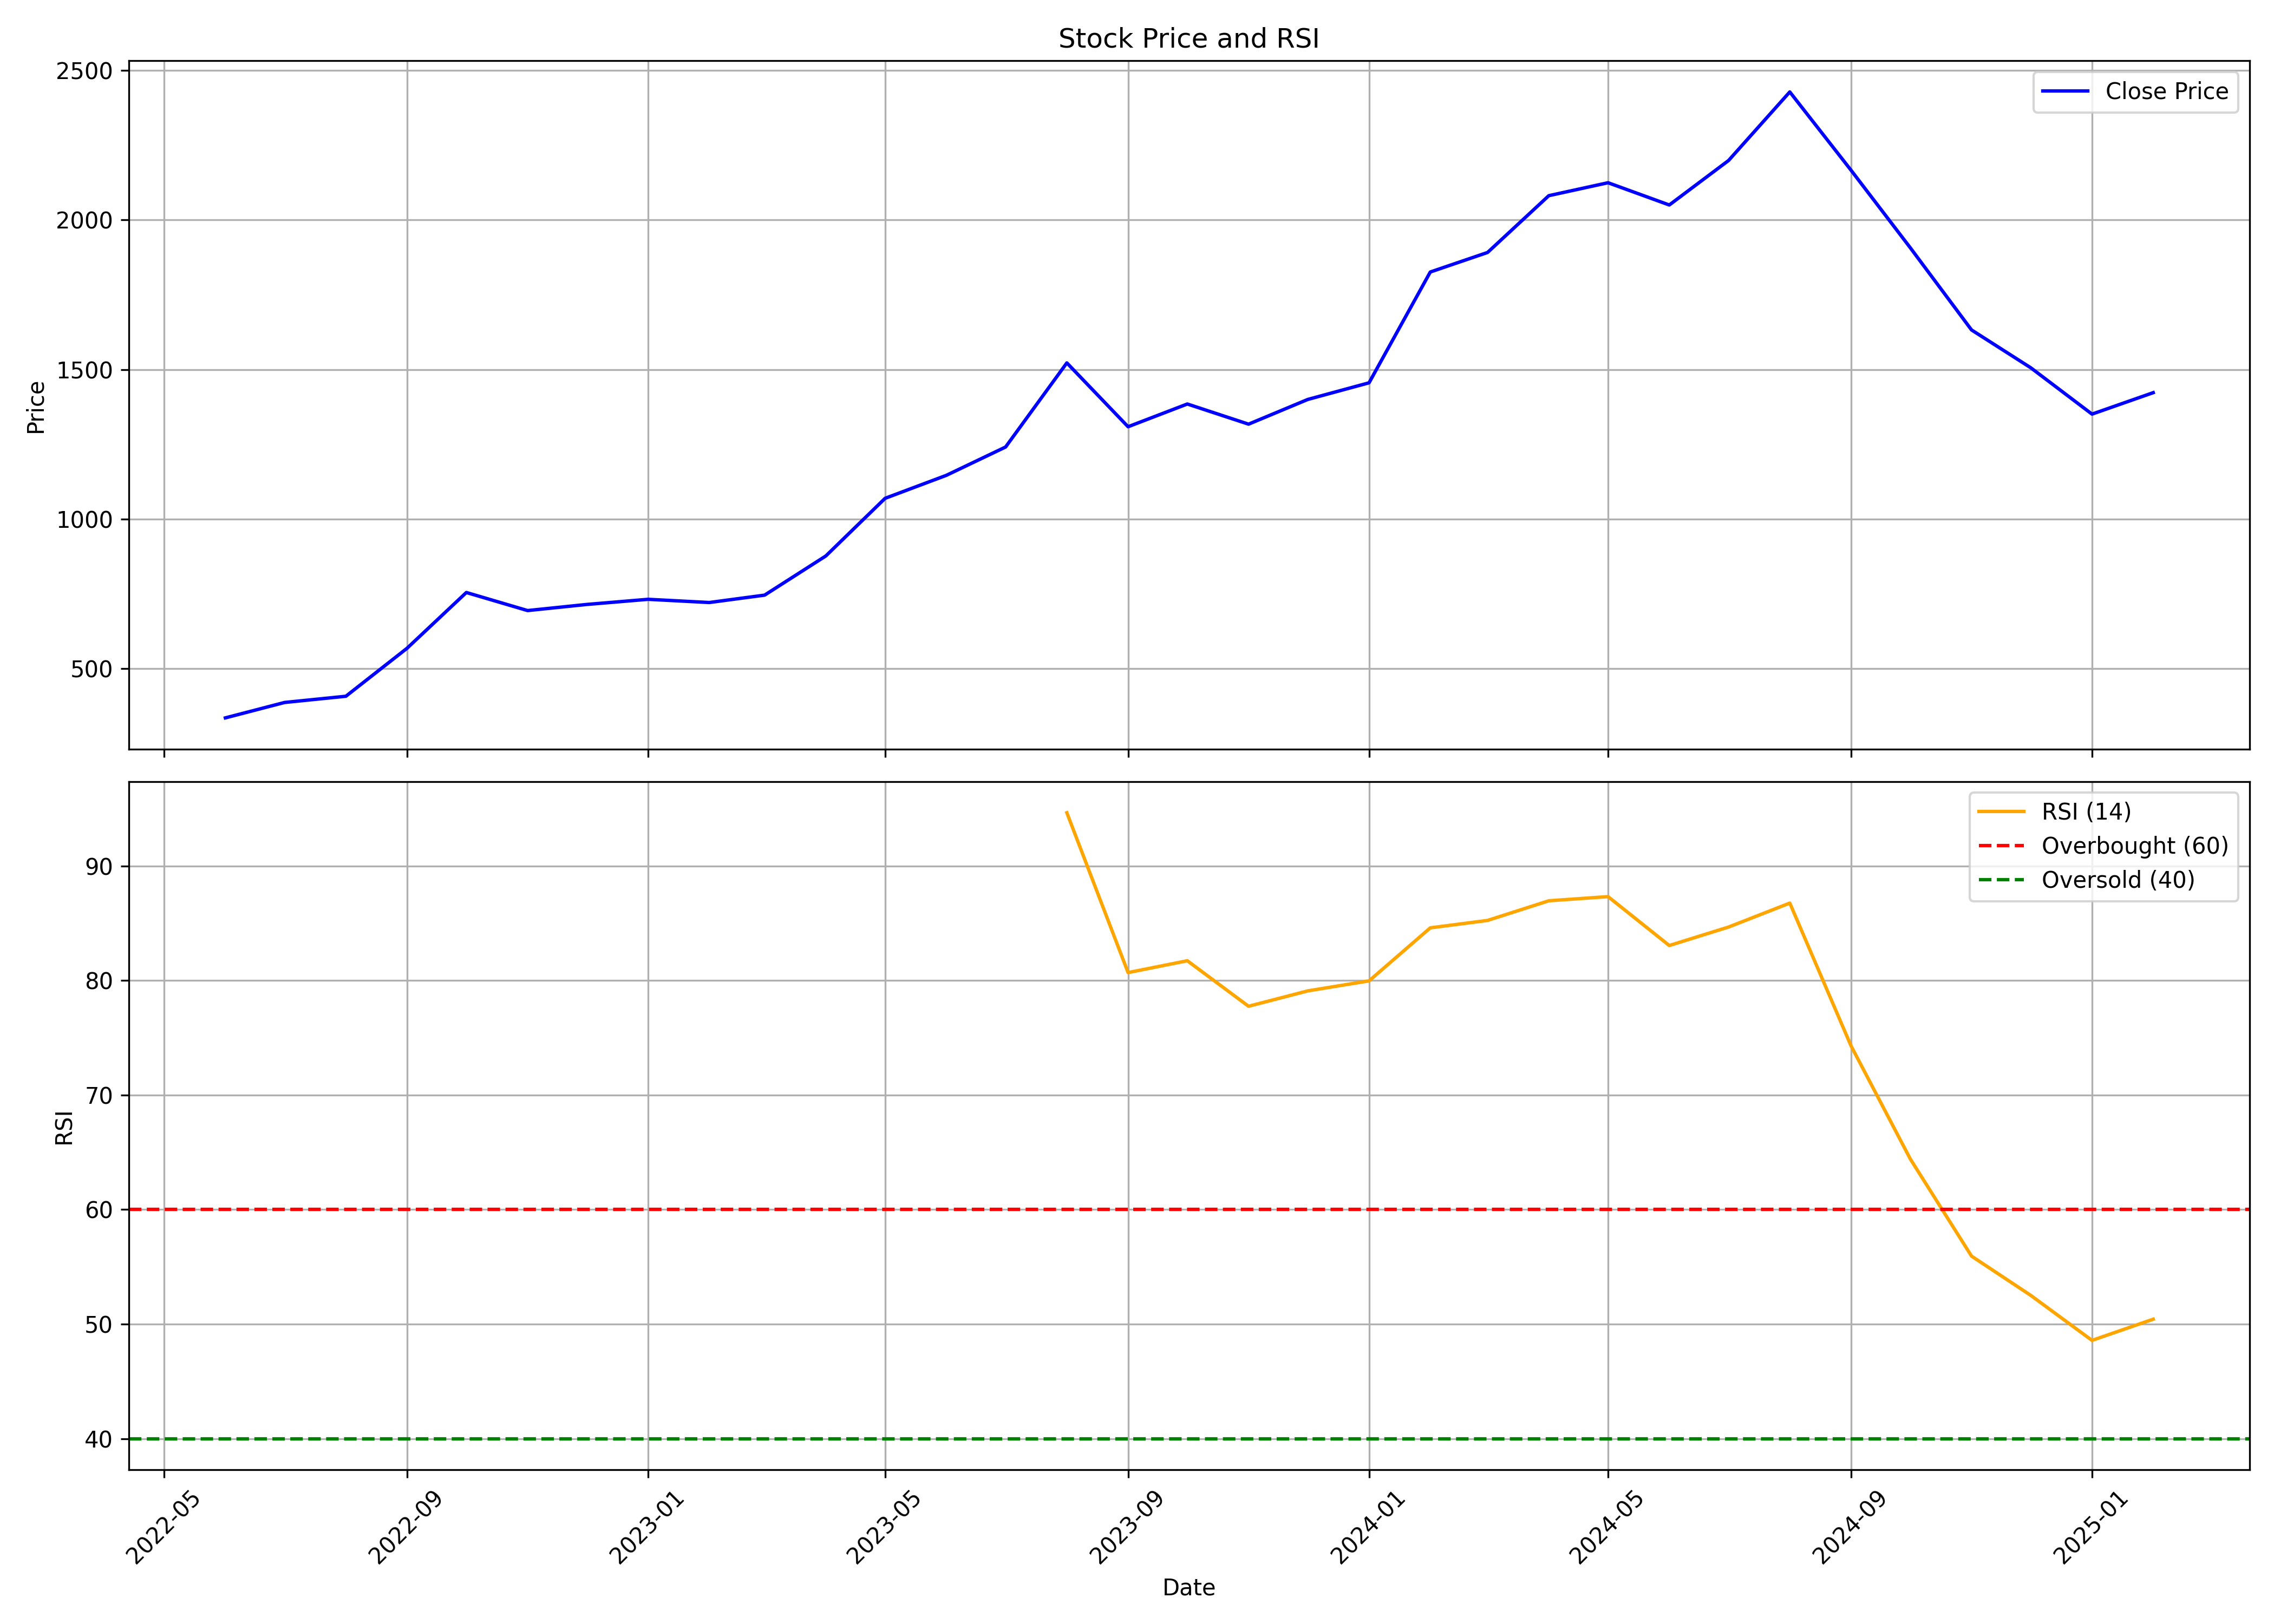 Stock Price and RSI
2500
2000
1500
1000
500
Price
Close Price
90
80
70
60
50
40
RSI
RSI (14)
Overbought (60)
Oversold (40)
2022-05
2022-09
2023-01
2023-05
2023-09
2024-01
2024-05
2024-09
2025-01
Date